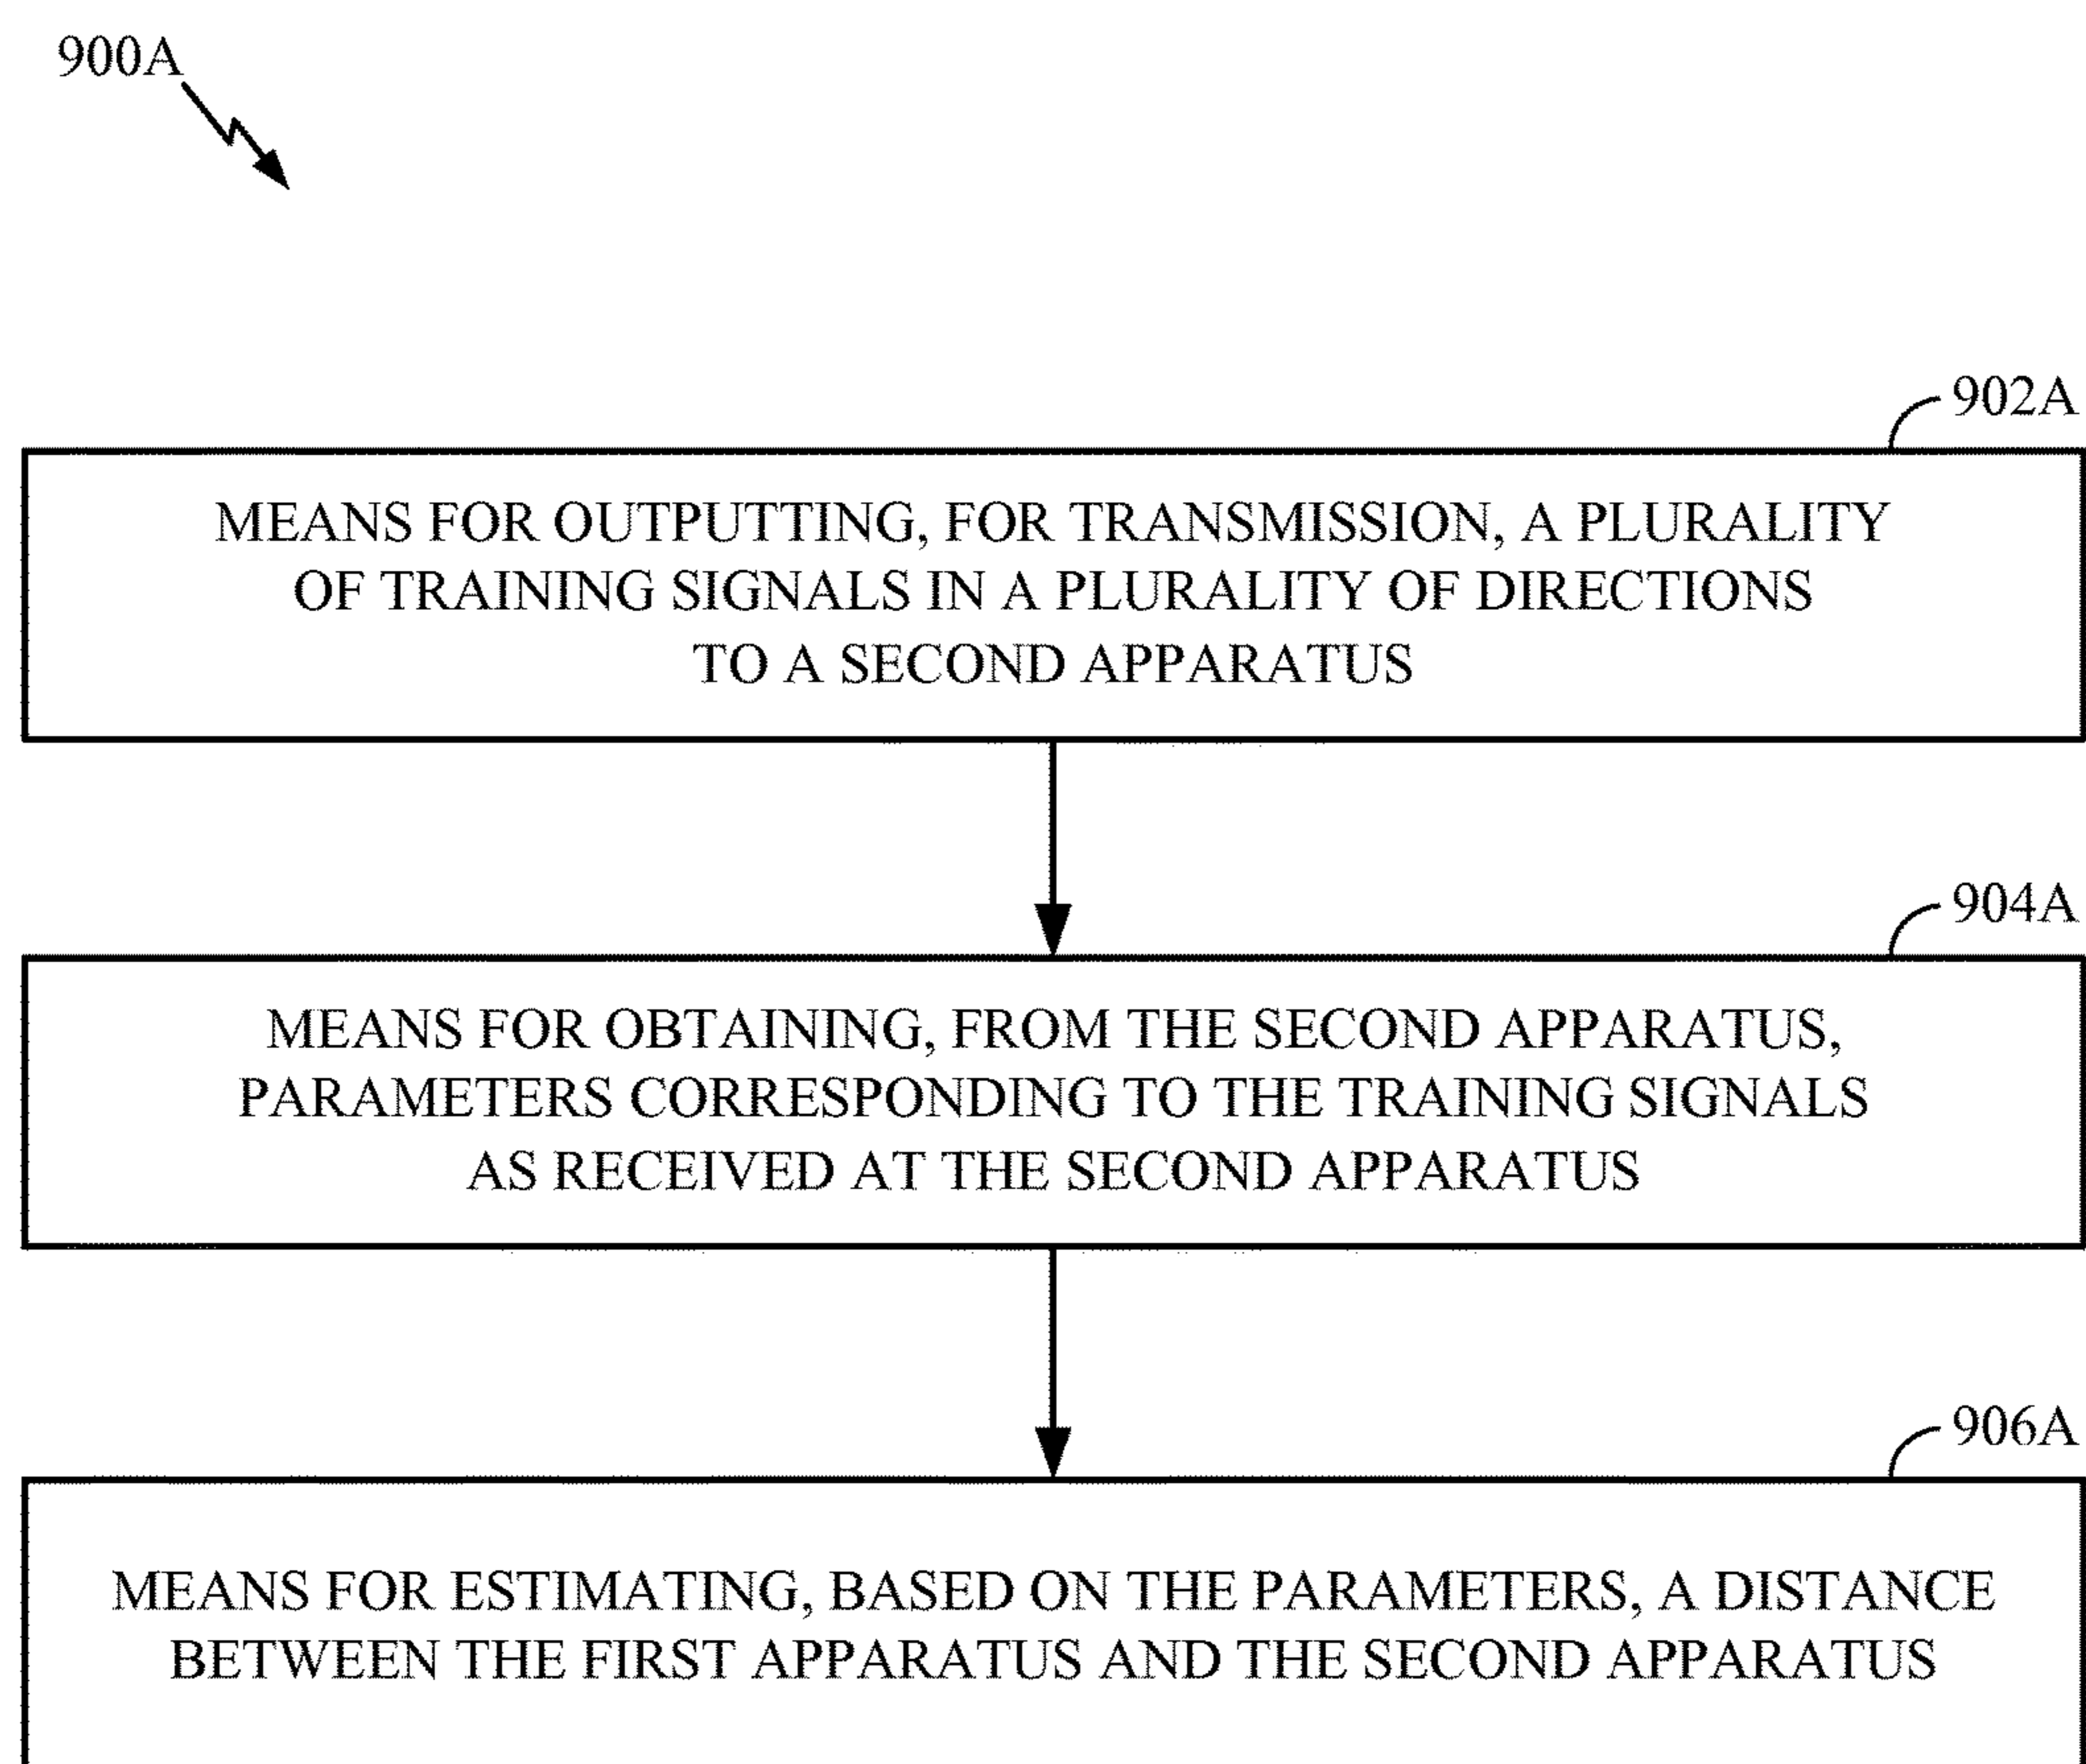 900A
902A
MEANS FOR OUTPUTTING, FOR TRANSMISSION, A PLURALITY
OF TRAINING SIGNALS IN A PLURALITY OF DIRECTIONS
TO A SECOND APPARATUS
904A
MEANS FOR OBTAINING, FROM THE SECOND APPARATUS,
PARAMETERS CORRESPONDING TO THE TRAINING SIGNALS
AS RECEIVED AT THE SECOND APPARATUS
906A
MEANS FOR ESTIMATING, BASED ON THE PARAMETERS, A DISTANCE
BETWEEN THE FIRST APPARATUS AND THE SECOND APPARATUS